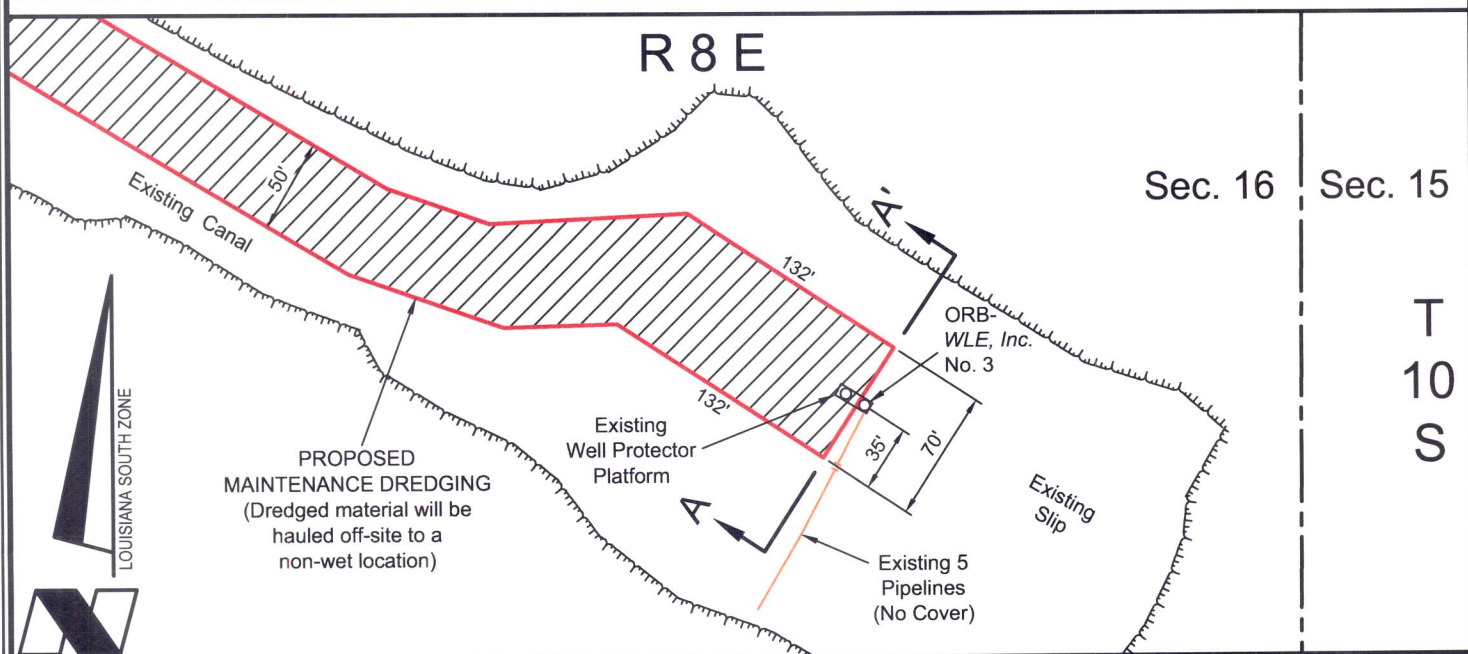 R 8 E
Sec. 16
Sec. 15
T
10
S
50'
Existing Canal
132'
A'
ORB-
WLE, Inc.
No. 3
132'
Existing
Well Protector
Platform
35'
70'
A
Existing
Slip
Existing 5
Pipelines
(No Cover)
PROPOSED
MAINTENANCE DREDGING
(Dredged material will be
hauled off-site to a
non-wet location)
LOUISIANA SOUTH ZONE